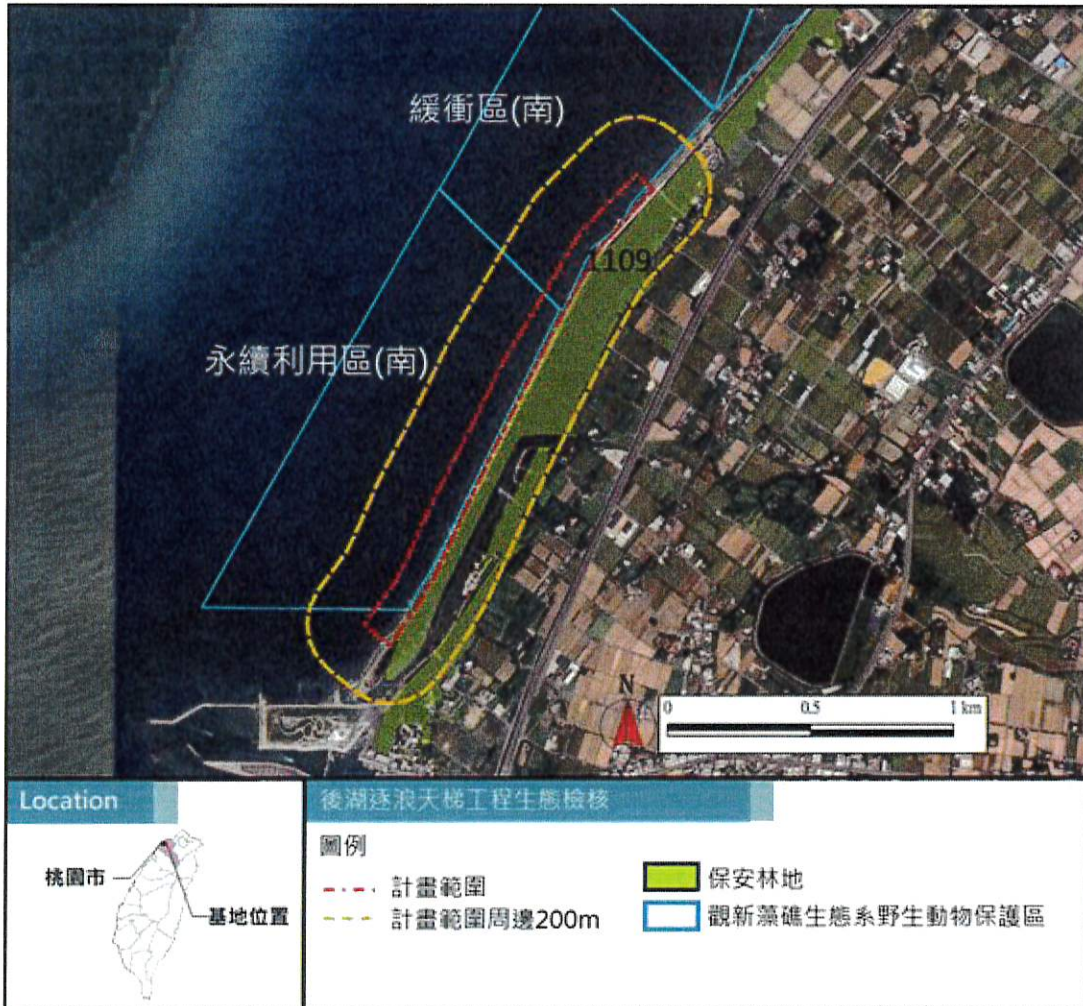 緩衝區(南)
1109
永續利用區(南)
N
0 0.5 1 km
Location
桃園市
基地位置
後湖逐浪天梯工程生態檢核
圖例
計畫範圍
計畫範圍周邊200m
保安林地
觀新藻礁生態系野生動物保護區